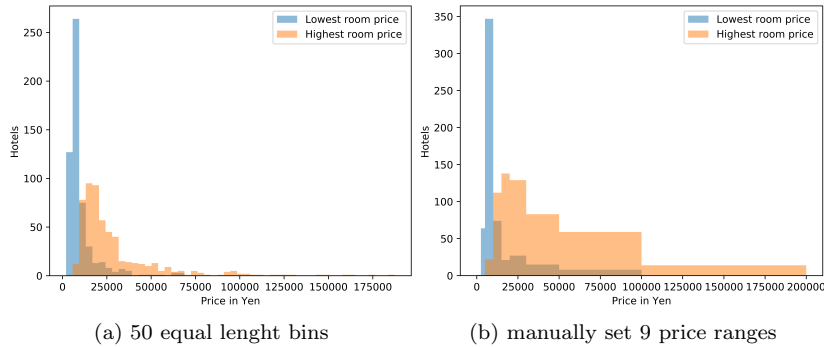 Lowest room price
Highest room price
Hotels
250
200
150
100
50
0
0 25000 50000 75000 100000 125000 150000 175000
Price in Yen
(a) 50 equal lenght bins
Lowest room price
Highest room price
Hotels
350
300
250
200
150
100
50
0
0 25000 50000 75000 100000 125000 150000 175000 200000
Price in Yen
(b) manually set 9 price ranges